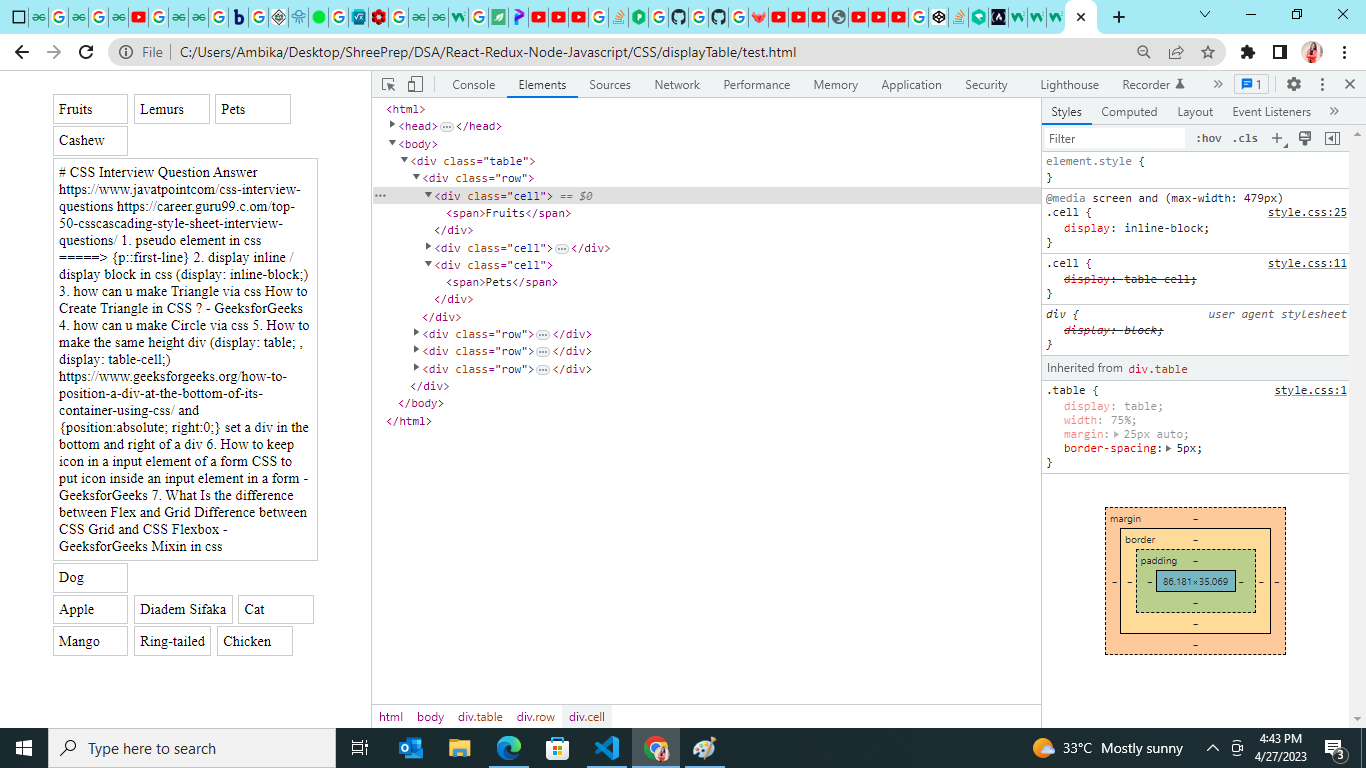 File
C:/Users/Ambika/Desktop/ShreePrep/DSA/React-Redux-Node-Javascript/CSS/displayTable/test.html
Fruits Lemurs Pets
Cashew
# CSS Interview Question Answer
https://www.javatpointcom/css-interview-
questions https://career.guru99.c.om/top-
50-csscascading-style-sheet-interview-
questions/ 1. pseudo element in css
=====> {p::first-line} 2. display inline /
display block in css (display: inline-block;)
3. how can u make Triangle via css How to
Create Triangle in CSS ? - GeeksforGeeks
4. how can u make Circle via css 5. How to
make the same height div (display: table; ,
display: table-cell;)
https://www.geeksforgeeks.org/how-to-
position-a-div-at-the-bottom-of-its-
container-using-css/ and
{position:absolute; right:0;} set a div in the
bottom and right of a div 6. How to keep
icon in a input element of a form CSS to
put icon inside an input element in a form -
GeeksforGeeks 7. What Is the difference
between Flex and Grid Difference between
CSS Grid and CSS Flexbox -
GeeksforGeeks Mixin in css
Dog
Apple Diadem Sifaka Cat
Mango Ring-tailed Chicken
Console Elements Sources Network Performance Memory Application Security Lighthouse Recorder 1
<html>
<head>…</head>
<body>
<div class="table">
<div class="row">
<div class="cell"> == $0
<span>Fruits</span>
</div>
<div class="cell">…</div>
<div class="cell">
<span>Pets</span>
</div>
</div>
<div class="row">…</div>
<div class="row">…</div>
<div class="row">…</div>
</div>
</body>
</html>
html body div.table div.row div.cell
Styles Computed Layout Event Listeners
Filter :hov .cls
element.style {
}
@media screen and (max-width: 479px)
.cell { style.css:25
display: inline-block;
}
.cell { style.css:11
display: table-cell;
}
div { user agent stylesheet
display: block;
}
Inherited from div.table
.table { style.css:1
display: table;
width: 75%;
margin: 25px auto;
border-spacing: 5px;
}
margin –
border –
padding –
– – – 86.181×35.069 – – –
–
–
–
Type here to search
33°C Mostly sunny
4:43 PM
4/27/2023
3